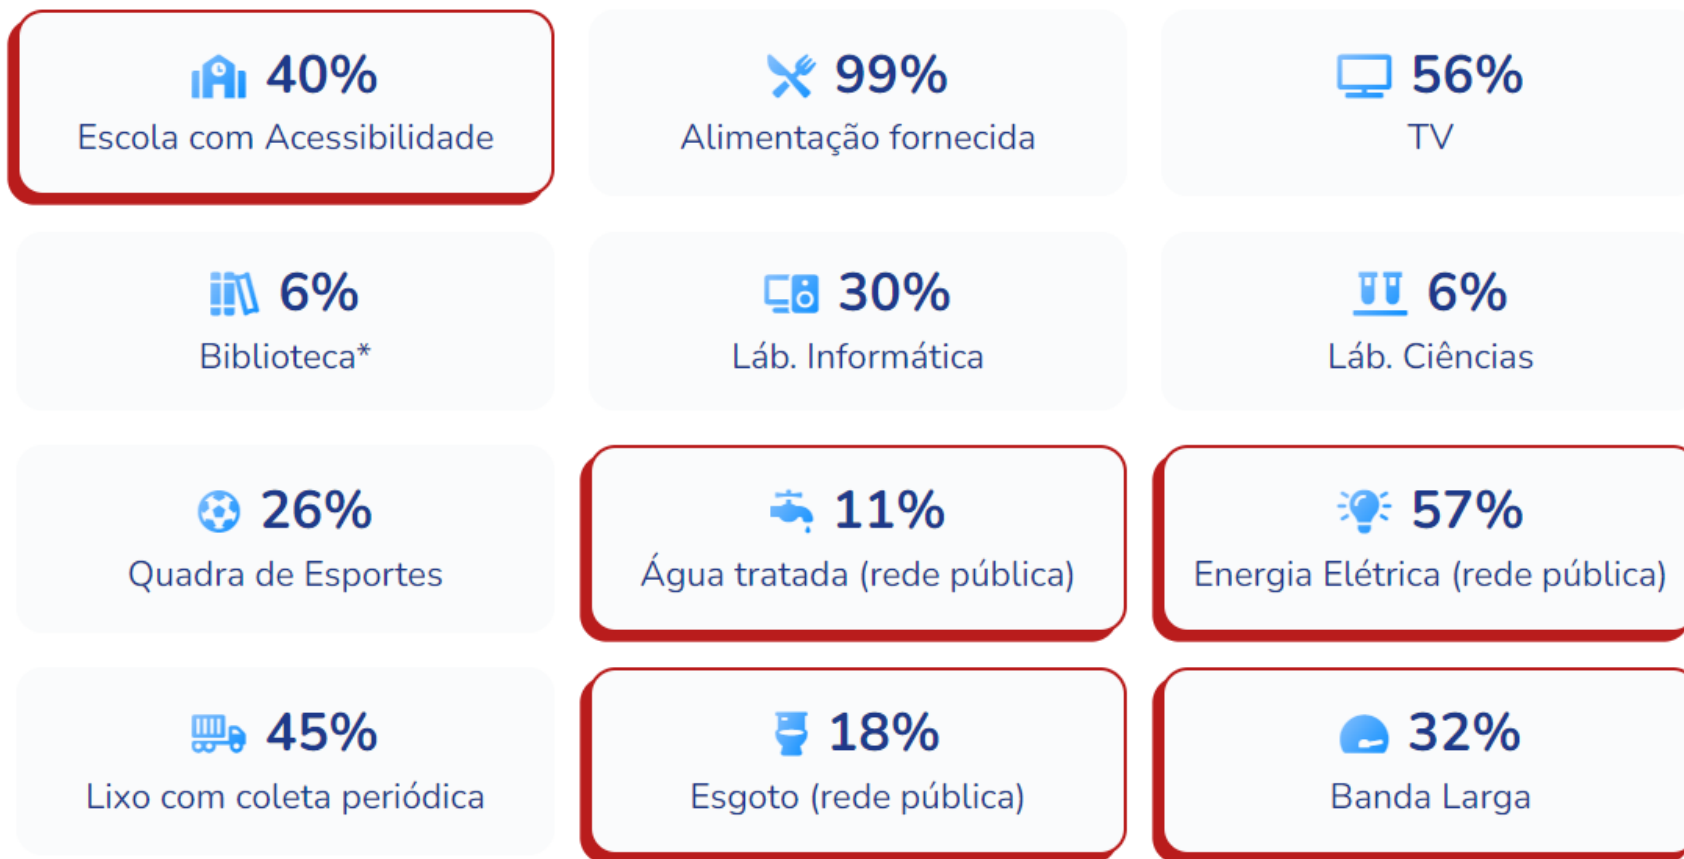 40%
Escola com Acessibilidade
99%
Alimentação fornecida
56%
TV
6%
Biblioteca*
30%
Láb. Informática
6%
Láb. Ciências
26%
Quadra de Esportes
11%
Água tratada (rede pública)
57%
Energia Elétrica (rede pública)
45%
Lixo com coleta periódica
18%
Esgoto (rede pública)
32%
Banda Larga